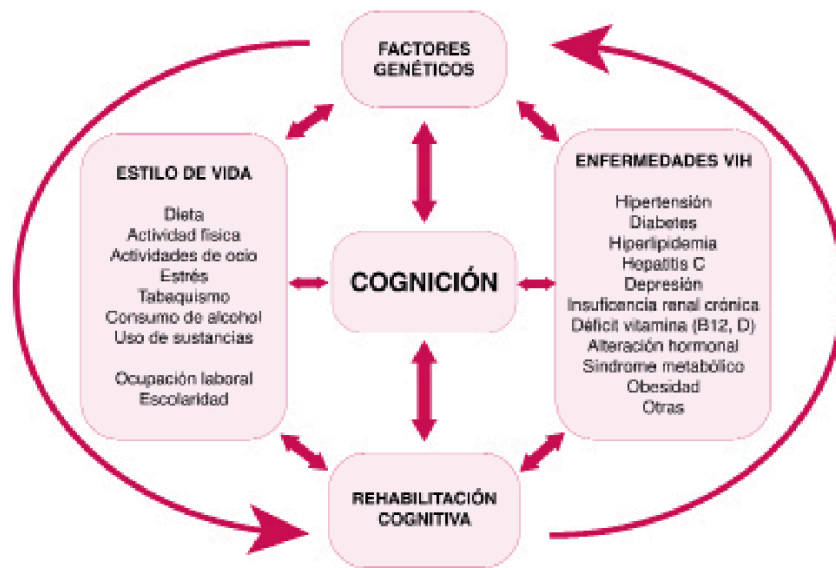 FACTORES
GENÉTICOS
ESTILO DE VIDA
Dieta
Actividad física
Actividades de ocio
Estrés
Tabaquismo
Consumo de alcohol
Uso de sustancias
Ocupación laboral
Escolaridad
COGNICIÓN
ENFERMEDADES VIH
Hipertensión
Diabetes
Hiperlipidemia
Hepatitis C
Depresión
Insuficencia renal crónica
Déficit vitamina (B12, D)
Alteración hormonal
Síndrome metabólico
Obesidad
Otras
REHABILITACIÓN
COGNITIVA